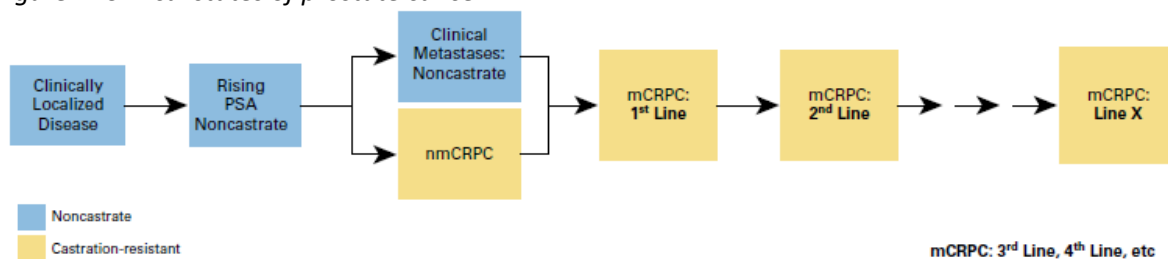 Clinically
Localized
Disease
Rising
PSA
Noncastrate
Clinical
Metastases:
Noncastrate
nmCRPC
mCRPC:
1st Line
mCRPC:
2nd Line
mCRPC:
Line X
Noncastrate
Castration-resistant
mCRPC: 3rd Line, 4th Line, etc